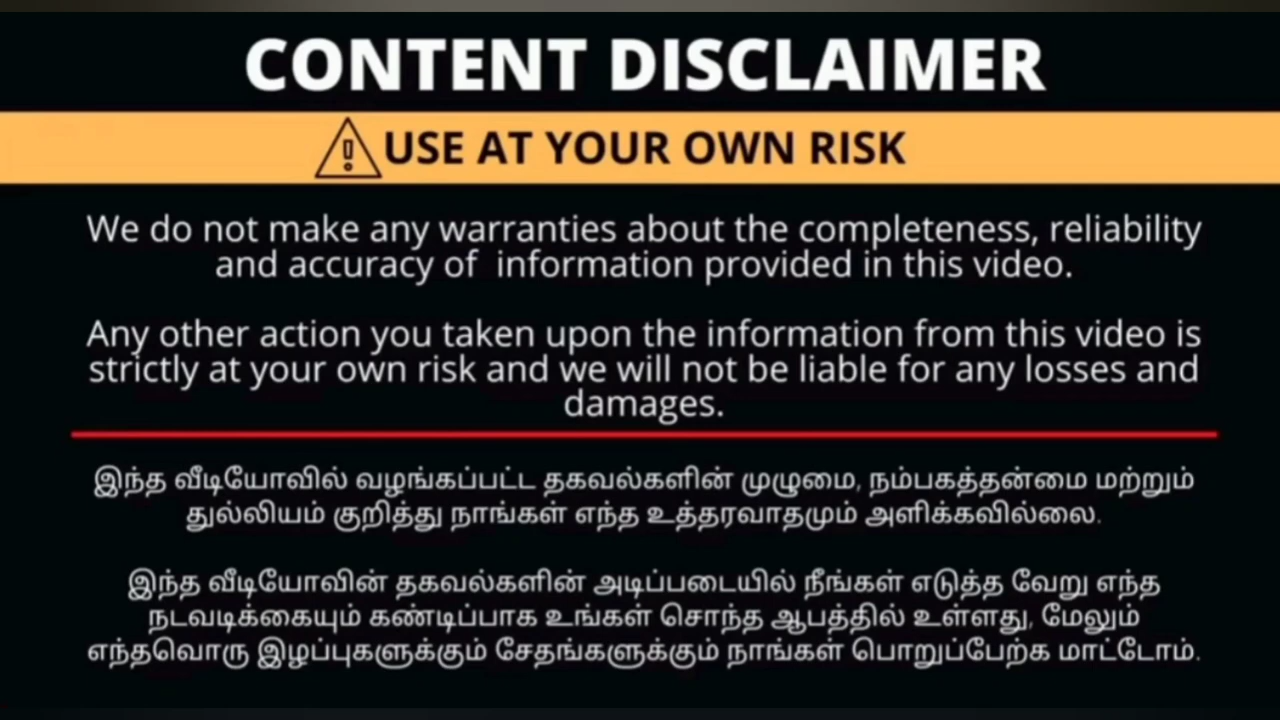 CONTENT DISCLAIMER
USE AT YOUR OWN RISK
We do not make any warranties about the completeness, reliability
and accuracy of information provided in this video.
Any other action you taken upon the information from this video is
strictly at your own risk and we will not be liable for any losses and
damages.
இந்த வீடியோவில் வழங்கப்பட்ட தகவல்களின் முழுமை, நம்பகத்தன்மை மற்றும்
துல்லியம் குறித்து நாங்கள் எந்த உத்தரவாதமும் அளிக்கவில்லை.
இந்த வீடியோவின் தகவல்களின் அடிப்படையில் நீங்கள் எடுத்த வேறு எந்த
நடவடிக்கையும் கண்டிப்பாக உங்கள் சொந்த ஆபத்தில் உள்ளது, மேலும்
எந்தவொரு இழப்புகளுக்கும் சேதங்களுக்கும் நாங்கள் பொறுப்பேற்க மாட்டோம்.